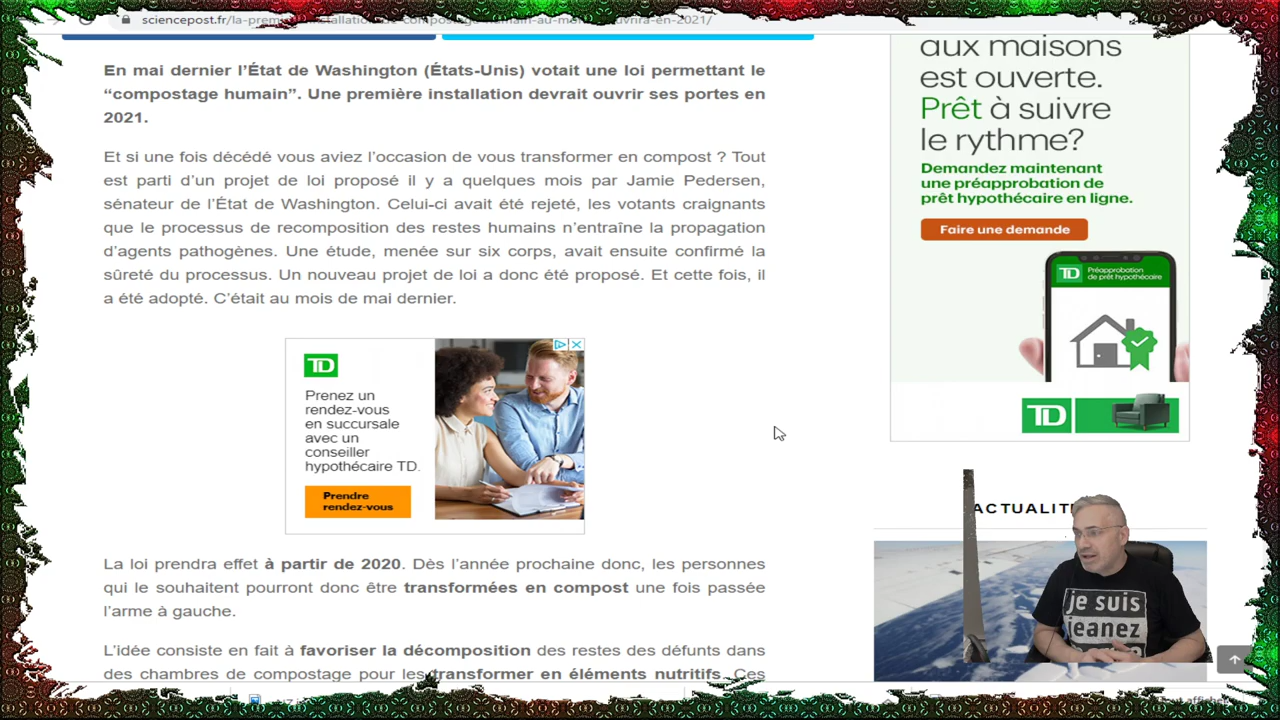 sciencepost.fr/la-première-installation-de-compostage-humain-au-monde-ouvrira-en-2021/
En mai dernier l’État de Washington (États-Unis) votait une loi permettant le
“compostage humain”. Une première installation devrait ouvrir ses portes en
2021.
Et si une fois décédé vous aviez l’occasion de vous transformer en compost ? Tout
est parti d’un projet de loi proposé il y a quelques mois par Jamie Pedersen,
sénateur de l’État de Washington. Celui-ci avait été rejeté, les votants craignants
que le processus de recomposition des restes humains n’entraîne la propagation
d’agents pathogènes. Une étude, menée sur six corps, avait ensuite confirmé la
sûreté du processus. Un nouveau projet de loi a donc été proposé. Et cette fois, il
a été adopté. C’était au mois de mai dernier.
TD
Prenez un
rendez-vous
en succursale
avec un
conseiller
hypothécaire TD.
Prendre
rendez-vous
La loi prendra effet à partir de 2020. Dès l’année prochaine donc, les personnes
qui le souhaitent pourront donc être transformées en compost une fois passée
l’arme à gauche.
L’idée consiste en fait à favoriser la décomposition des restes des défunts dans
des chambres de compostage pour les transformer en éléments nutritifs. Ces
aux maisons
est ouverte.
Prêt à suivre
le rythme?
Demandez maintenant
une préapprobation de
prêt hypothécaire en ligne.
Faire une demande
TD Préapprobation
de prêt hypothécaire
TD
ACTUALIT
je suis
jeanez